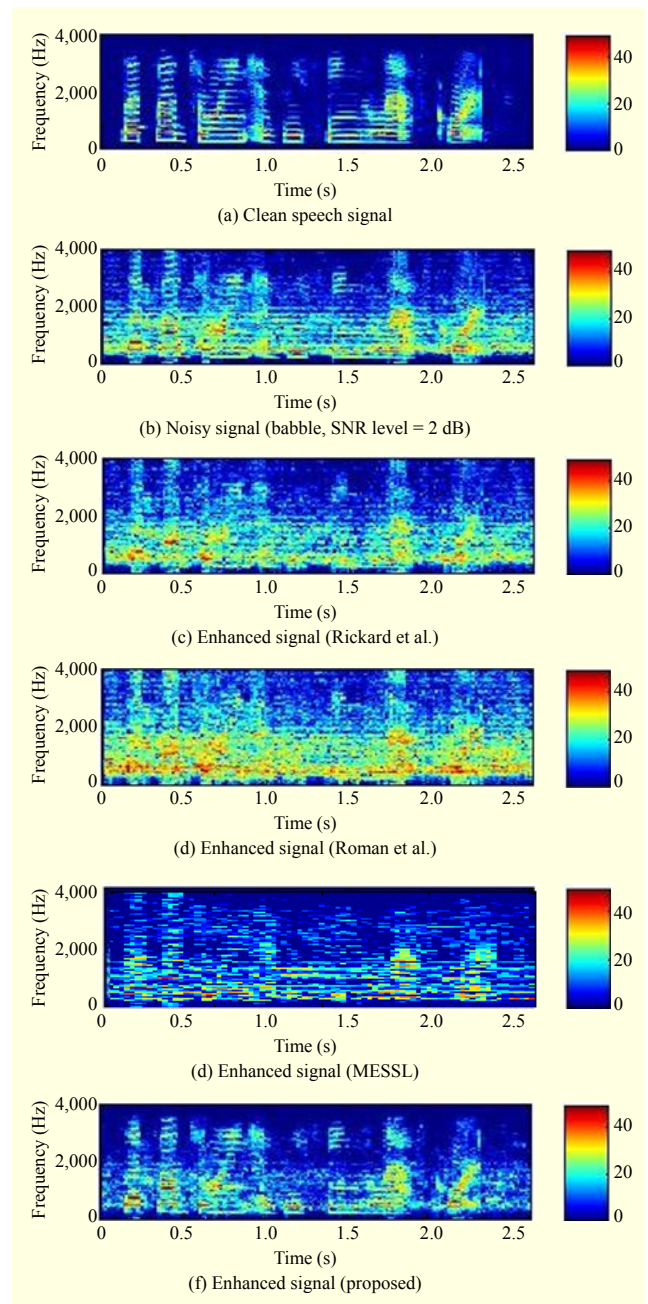 Frequency (Hz)
4,000
2,000
0
0 0.5 1.0 1.5 2.0 2.5
40
20
0
Time (s)
(a) Clean speech signal
Frequency (Hz)
4,000
2,000
0
0 0.5 1.0 1.5 2.0 2.5
40
20
0
Time (s)
(b) Noisy signal (babble, SNR level = 2 dB)
Frequency (Hz)
4,000
2,000
0
0 0.5 1.0 1.5 2.0 2.5
40
20
0
Time (s)
(c) Enhanced signal (Rickard et al.)
Frequency (Hz)
4,000
2,000
0
0 0.5 1.0 1.5 2.0 2.5
40
20
0
Time (s)
(d) Enhanced signal (Roman et al.)
Frequency (Hz)
4,000
2,000
0
0 0.5 1.0 1.5 2.0 2.5
40
20
0
Time (s)
(d) Enhanced signal (MESSL)
Frequency (Hz)
4,000
2,000
0
0 0.5 1.0 1.5 2.0 2.5
40
20
0
Time (s)
(f) Enhanced signal (proposed)